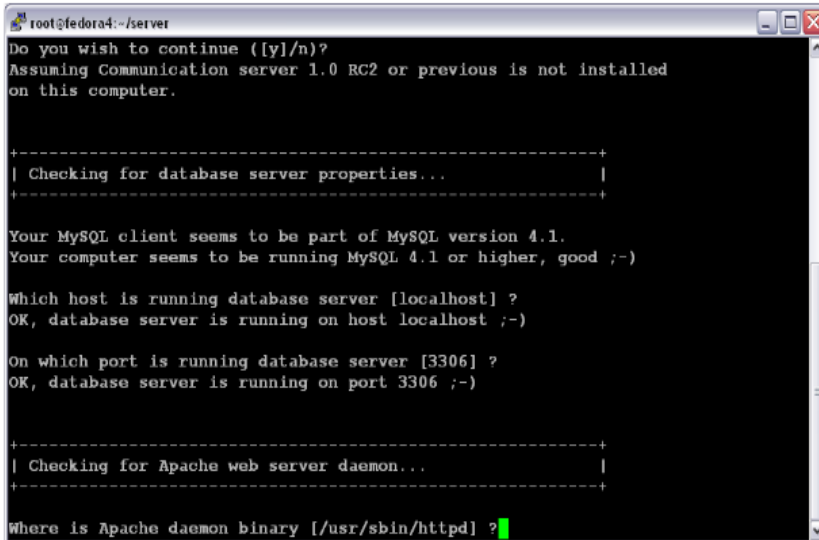 root@fedora4:~/server
Do you wish to continue ([y]/n)?
Assuming Communication server 1.0 RC2 or previous is not installed
on this computer.
+----------------------------------------------------------+
| Checking for database server properties... |
+----------------------------------------------------------+
Your MySQL client seems to be part of MySQL version 4.1.
Your computer seems to be running MySQL 4.1 or higher, good ;-)
Which host is running database server [localhost] ?
OK, database server is running on host localhost ;-)
On which port is running database server [3306] ?
OK, database server is running on port 3306 ;-)
+----------------------------------------------------------+
| Checking for Apache web server daemon... |
+----------------------------------------------------------+
Where is Apache daemon binary [/usr/sbin/httpd] ?